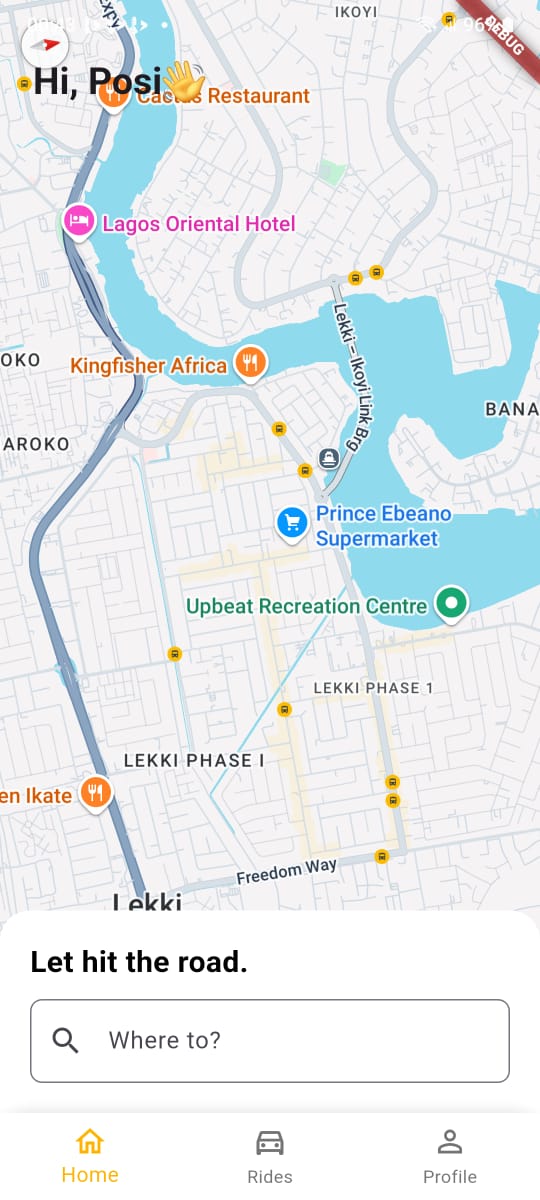 Expy
IKOYI
96%
DEBUG
Hi, Posi👋
Cactus Restaurant
Lagos Oriental Hotel
Lekki – Ikoyi Link Brg
OKO
Kingfisher Africa
BANA
AROKO
Prince Ebeano
Supermarket
Upbeat Recreation Centre
LEKKI PHASE 1
LEKKI PHASE I
en Ikate
Freedom Way
Lekki
Let hit the road.
Where to?
Home
Rides
Profile